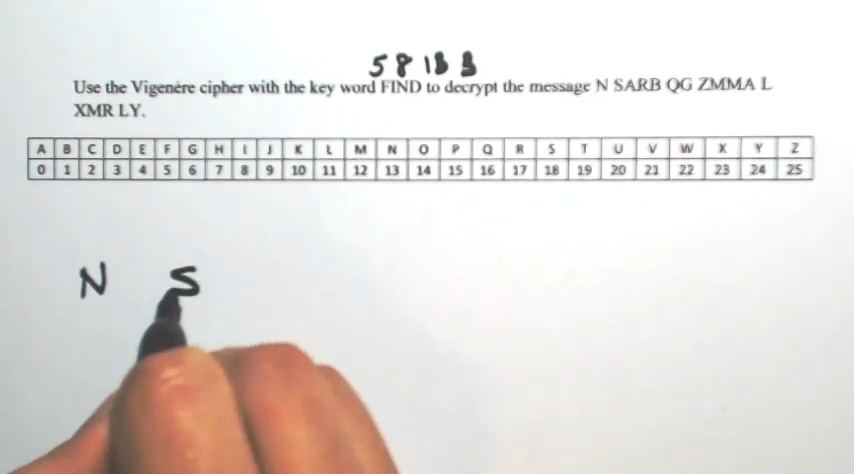 5 8 13 3
Use the Vigenére cipher with the key word FIND to decrypt the message N SARB QG ZMMA L
XMR LY.
A B C D E F G H I J K L M N O P Q R S T U V W X Y Z
0 1 2 3 4 5 6 7 8 9 10 11 12 13 14 15 16 17 18 19 20 21 22 23 24 25
N S